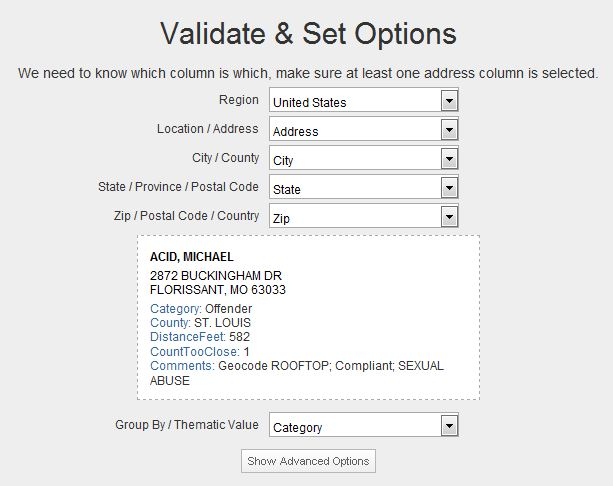 Validate & Set Options
We need to know which column is which, make sure at least one address column is selected.
Region United States
Location / Address Address
City / County City
State / Province / Postal Code State
Zip / Postal Code / Country Zip
ACID, MICHAEL
2872 BUCKINGHAM DR
FLORISSANT, MO 63033
Category: Offender
County: ST. LOUIS
DistanceFeet: 582
CountTooClose: 1
Comments: Geocode ROOFTOP; Compliant; SEXUAL
ABUSE
Group By / Thematic Value Category
Show Advanced Options